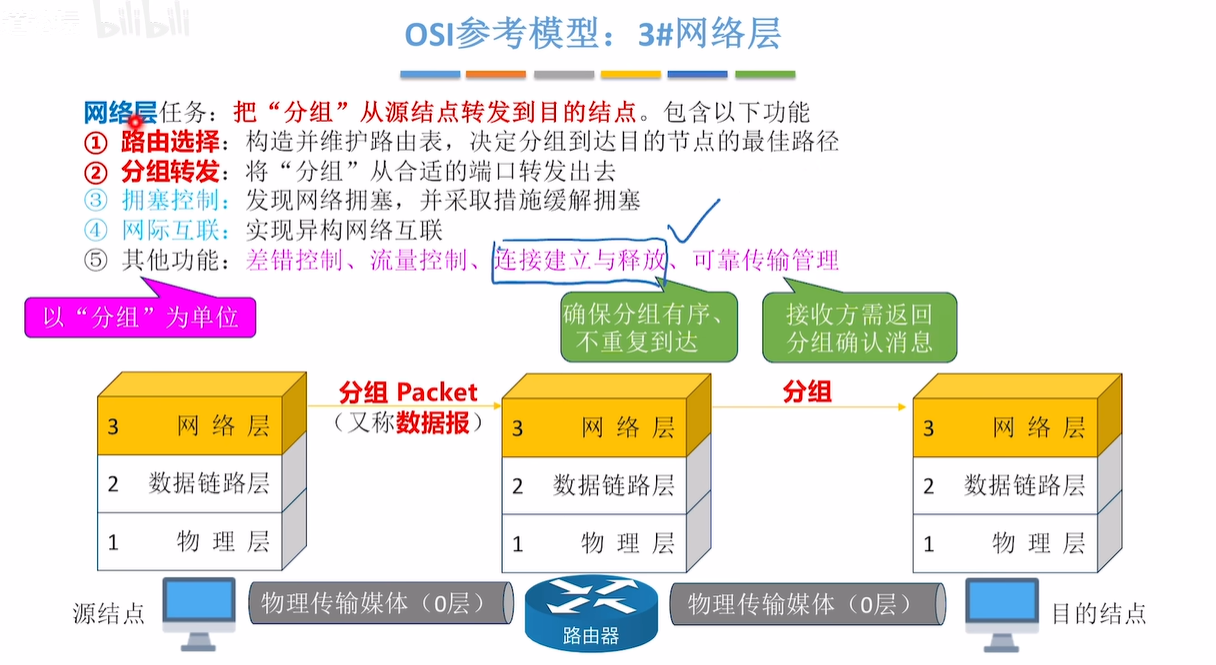 bilibili
OSI参考模型：3#网络层
网络层任务：把“分组”从源结点转发到目的结点。包含以下功能
① 路由选择：构造并维护路由表，决定分组到达目的节点的最佳路径
② 分组转发：将“分组”从合适的端口转发出去
③ 拥塞控制：发现网络拥塞，并采取措施缓解拥塞
④ 网际互联：实现异构网络互联
⑤ 其他功能：差错控制、流量控制、连接建立与释放、可靠传输管理
以“分组”为单位
确保分组有序、
不重复到达
接收方需返回
分组确认消息
分组 Packet
（又称数据报）
分组
3 网络层
2 数据链路层
1 物理层
3 网络层
2 数据链路层
1 物理层
3 网络层
2 数据链路层
1 物理层
源结点
物理传输媒体（0层）
路由器
物理传输媒体（0层）
目的结点